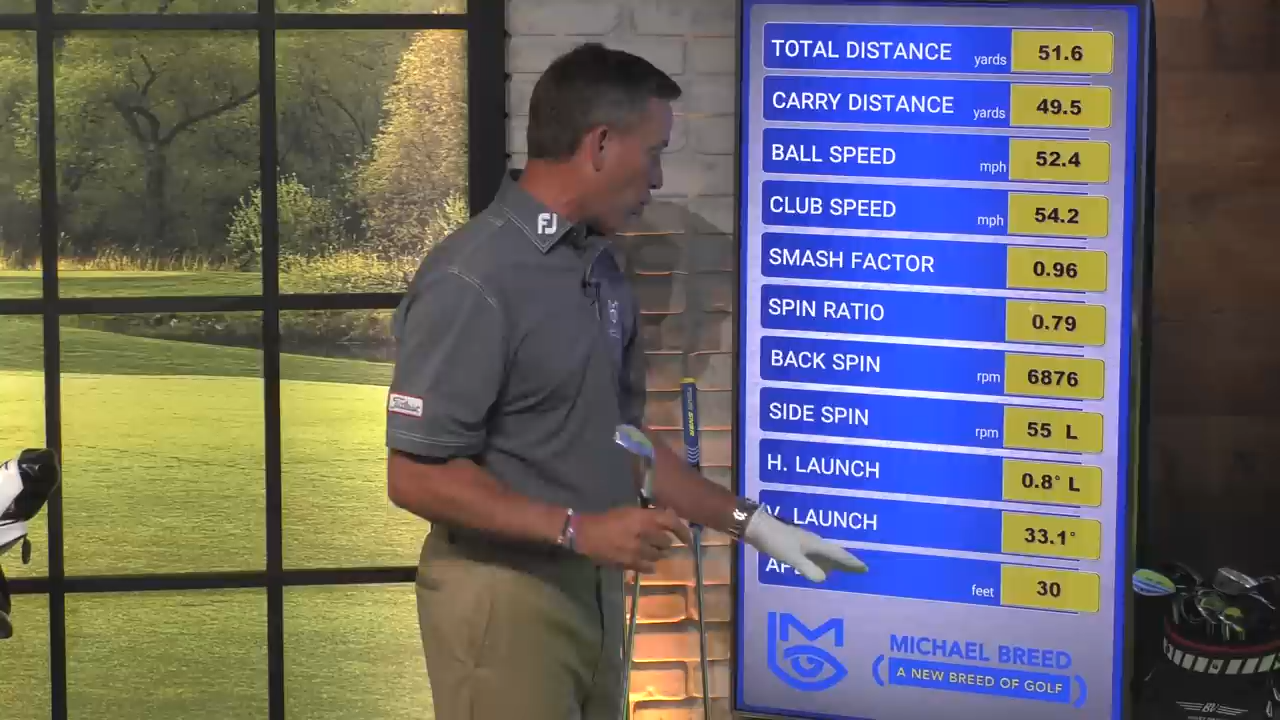 TOTAL DISTANCE yards 51.6
CARRY DISTANCE yards 49.5
BALL SPEED mph 52.4
CLUB SPEED mph 54.2
SMASH FACTOR 0.96
SPIN RATIO 0.79
BACK SPIN rpm 6876
SIDE SPIN rpm 55 L
H. LAUNCH 0.8° L
V. LAUNCH 33.1°
feet 30
MICHAEL BREED
A NEW BREED OF GOLF
FJ
Titleist